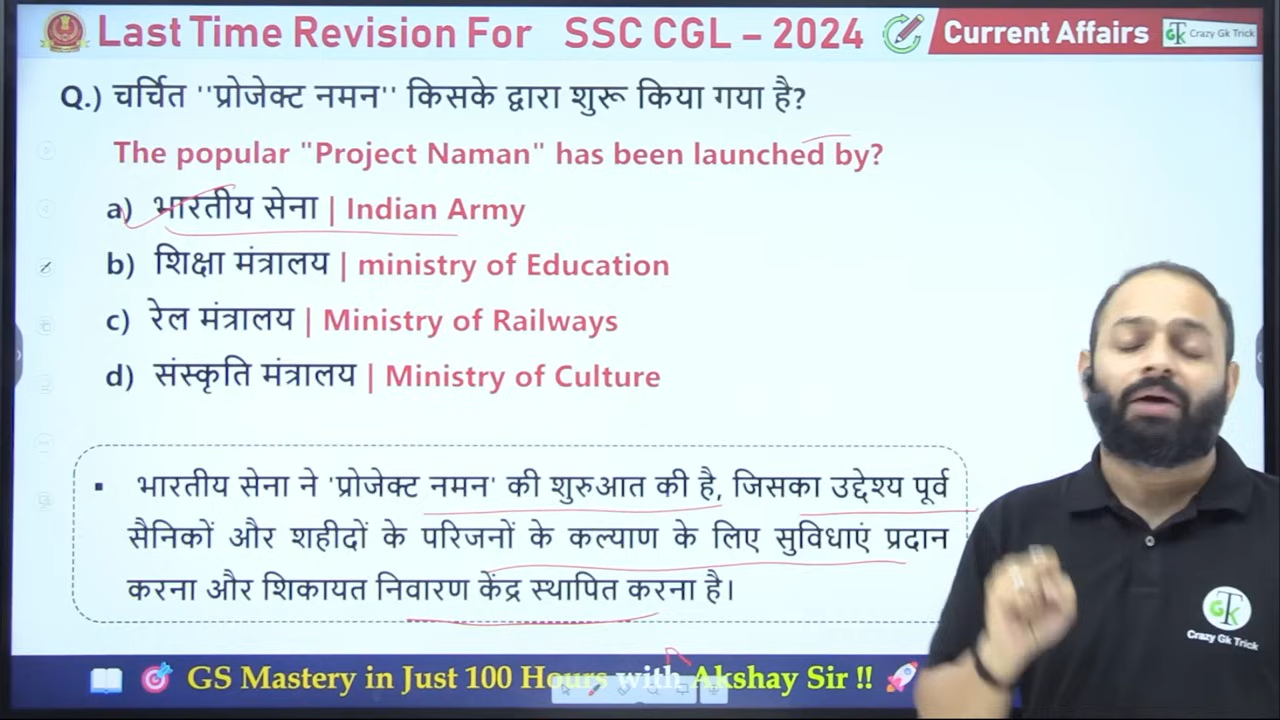 Last Time Revision For SSC CGL – 2024 Current Affairs GTK Crazy Gk Trick
Q.) चर्चित ''प्रोजेक्ट नमन'' किसके द्वारा शुरू किया गया है?
The popular "Project Naman" has been launched by?
a) भारतीय सेना | Indian Army
b) शिक्षा मंत्रालय | ministry of Education
c) रेल मंत्रालय | Ministry of Railways
d) संस्कृति मंत्रालय | Ministry of Culture
▪ भारतीय सेना ने 'प्रोजेक्ट नमन' की शुरुआत की है, जिसका उद्देश्य पूर्व
सैनिकों और शहीदों के परिजनों के कल्याण के लिए सुविधाएं प्रदान
करना और शिकायत निवारण केंद्र स्थापित करना है।
GTK
Crazy Gk Trick
GS Mastery in Just 100 Hours with Akshay Sir !!